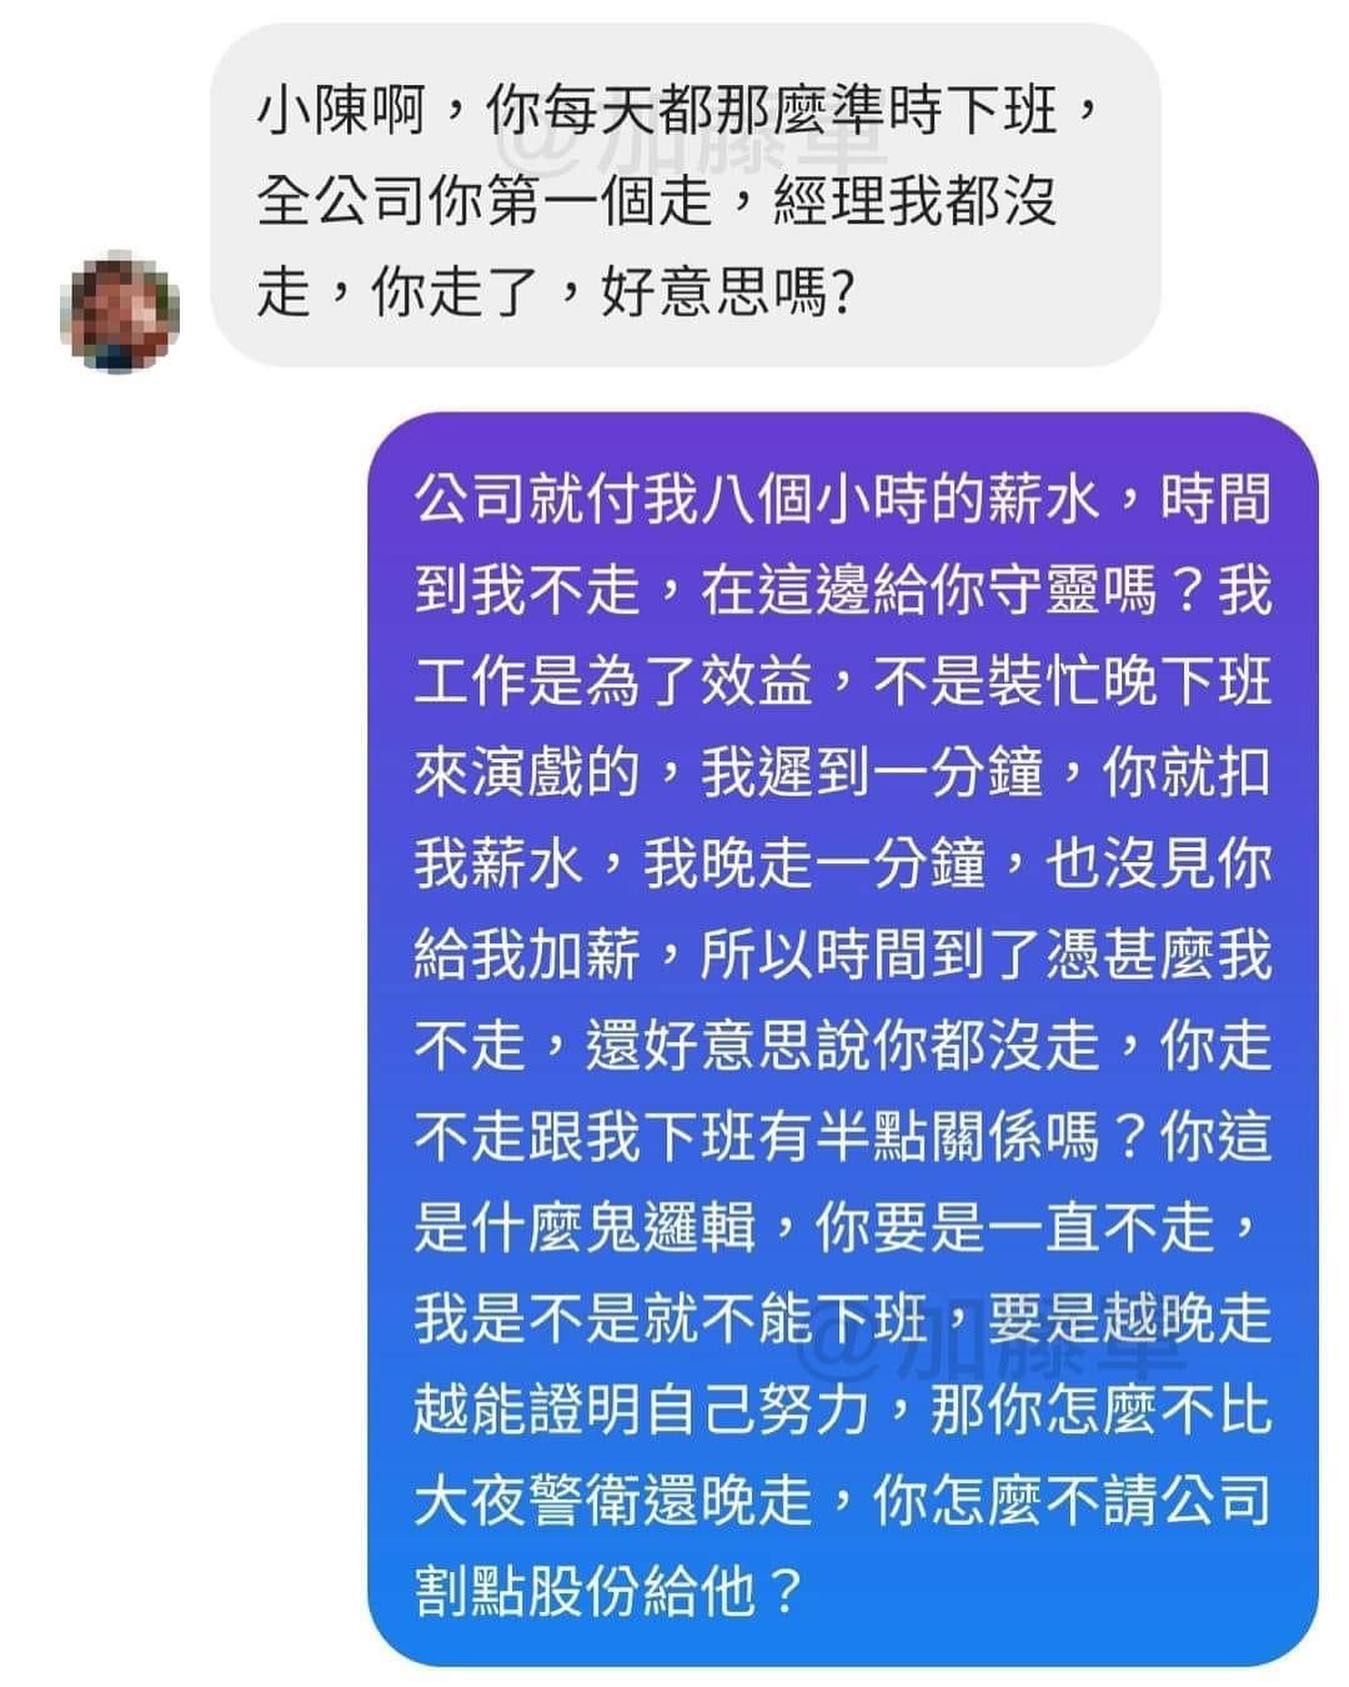 小陳啊，你每天都那麼準時下班，
全公司你第一個走，經理我都沒
走，你走了，好意思嗎?
@加藤軍
公司就付我八個小時的薪水，時間
到我不走，在這邊給你守靈嗎？我
工作是為了效益，不是裝忙晚下班
來演戲的，我遲到一分鐘，你就扣
我薪水，我晚走一分鐘，也沒見你
給我加薪，所以時間到了憑甚麼我
不走，還好意思說你都沒走，你走
不走跟我下班有半點關係嗎？你這
是什麼鬼邏輯，你要是一直不走，
我是不是就不能下班，要是越晚走
越能證明自己努力，那你怎麼不比
大夜警衛還晚走，你怎麼不請公司
割點股份給他？
@加藤軍